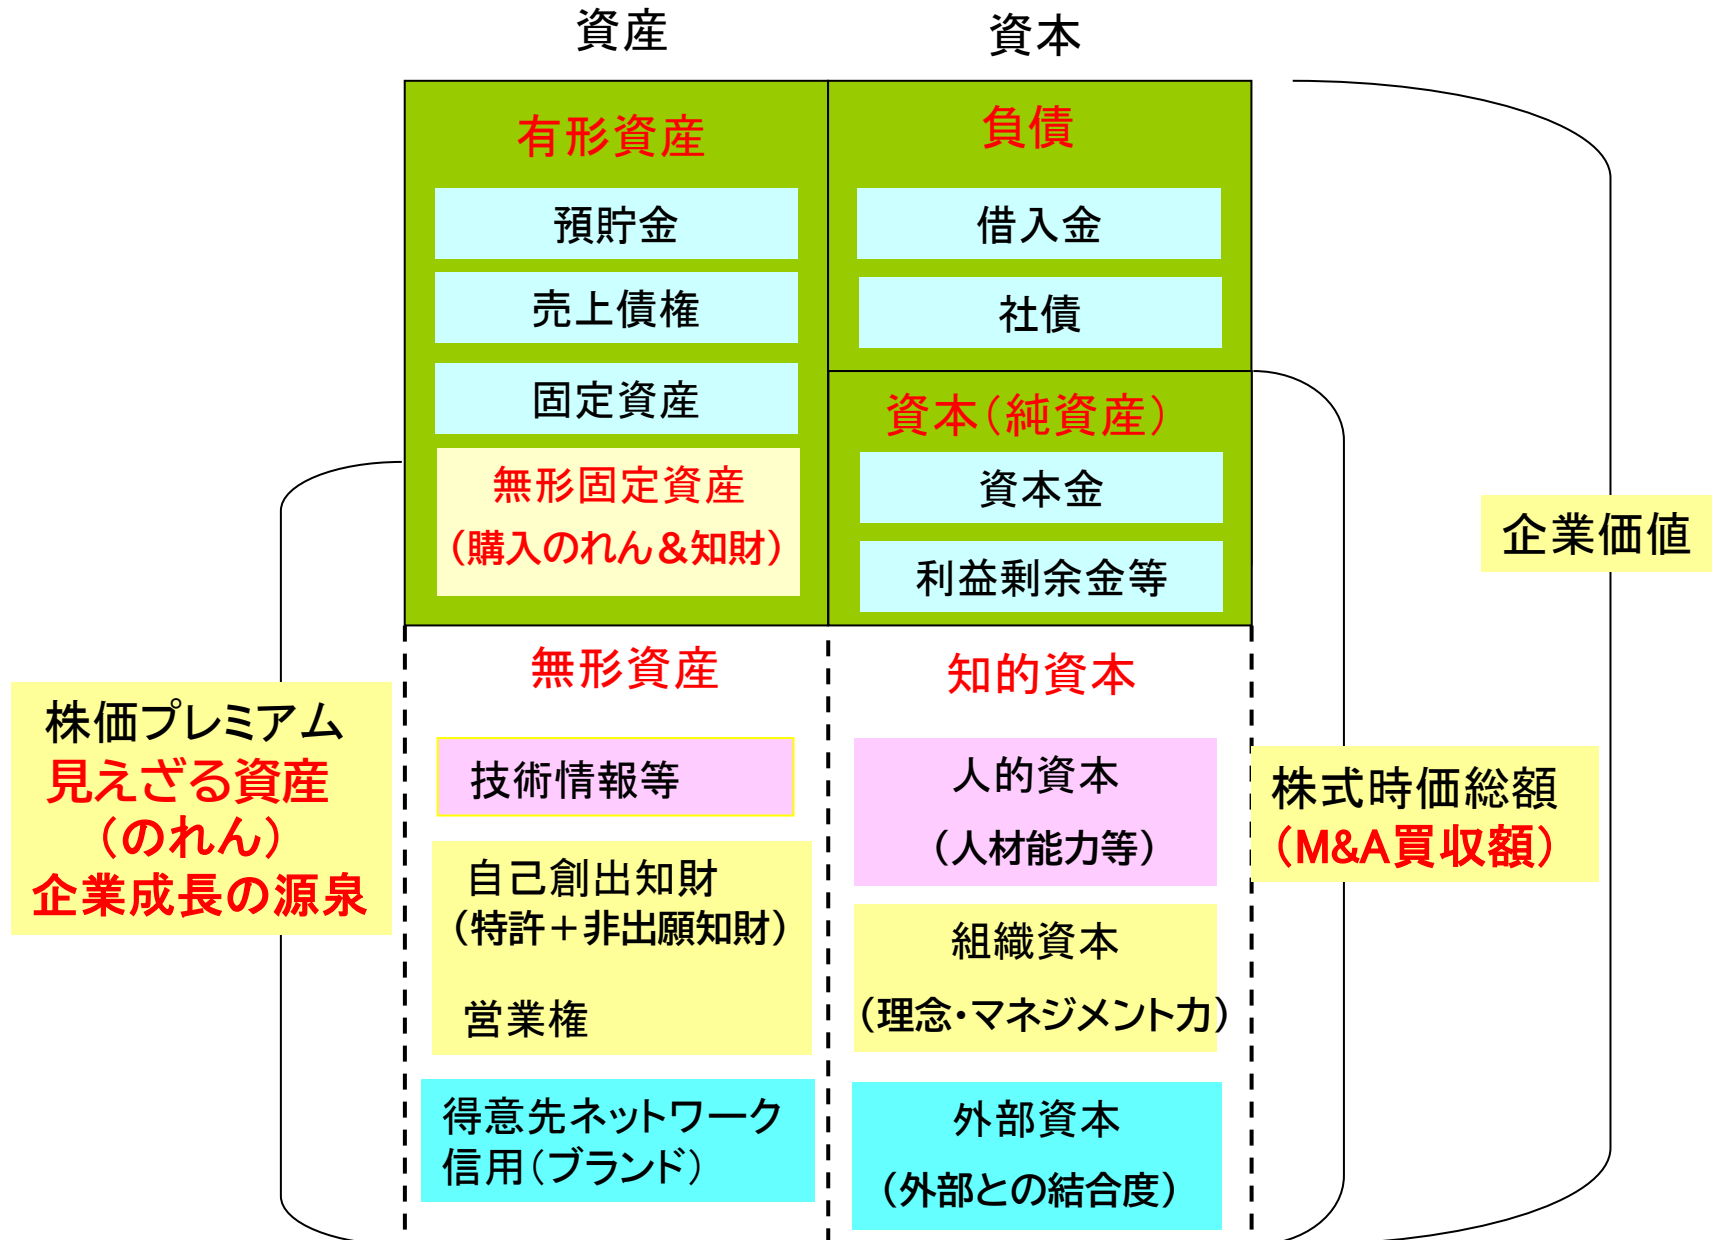 資産
資本
有形資産
預貯金
売上債権
固定資産
無形固定資産
（購入のれん＆知財）
負債
借入金
社債
資本（純資産）
資本金
利益剰余金等
無形資産
技術情報等
自己創出知財
（特許＋非出願知財）
営業権
得意先ネットワーク
信用（ブランド）
知的資本
人的資本
（人材能力等）
組織資本
（理念・マネジメント力）
外部資本
（外部との結合度）
株価プレミアム
見えざる資産
（のれん）
企業成長の源泉
株式時価総額
（M&A買収額）
企業価値